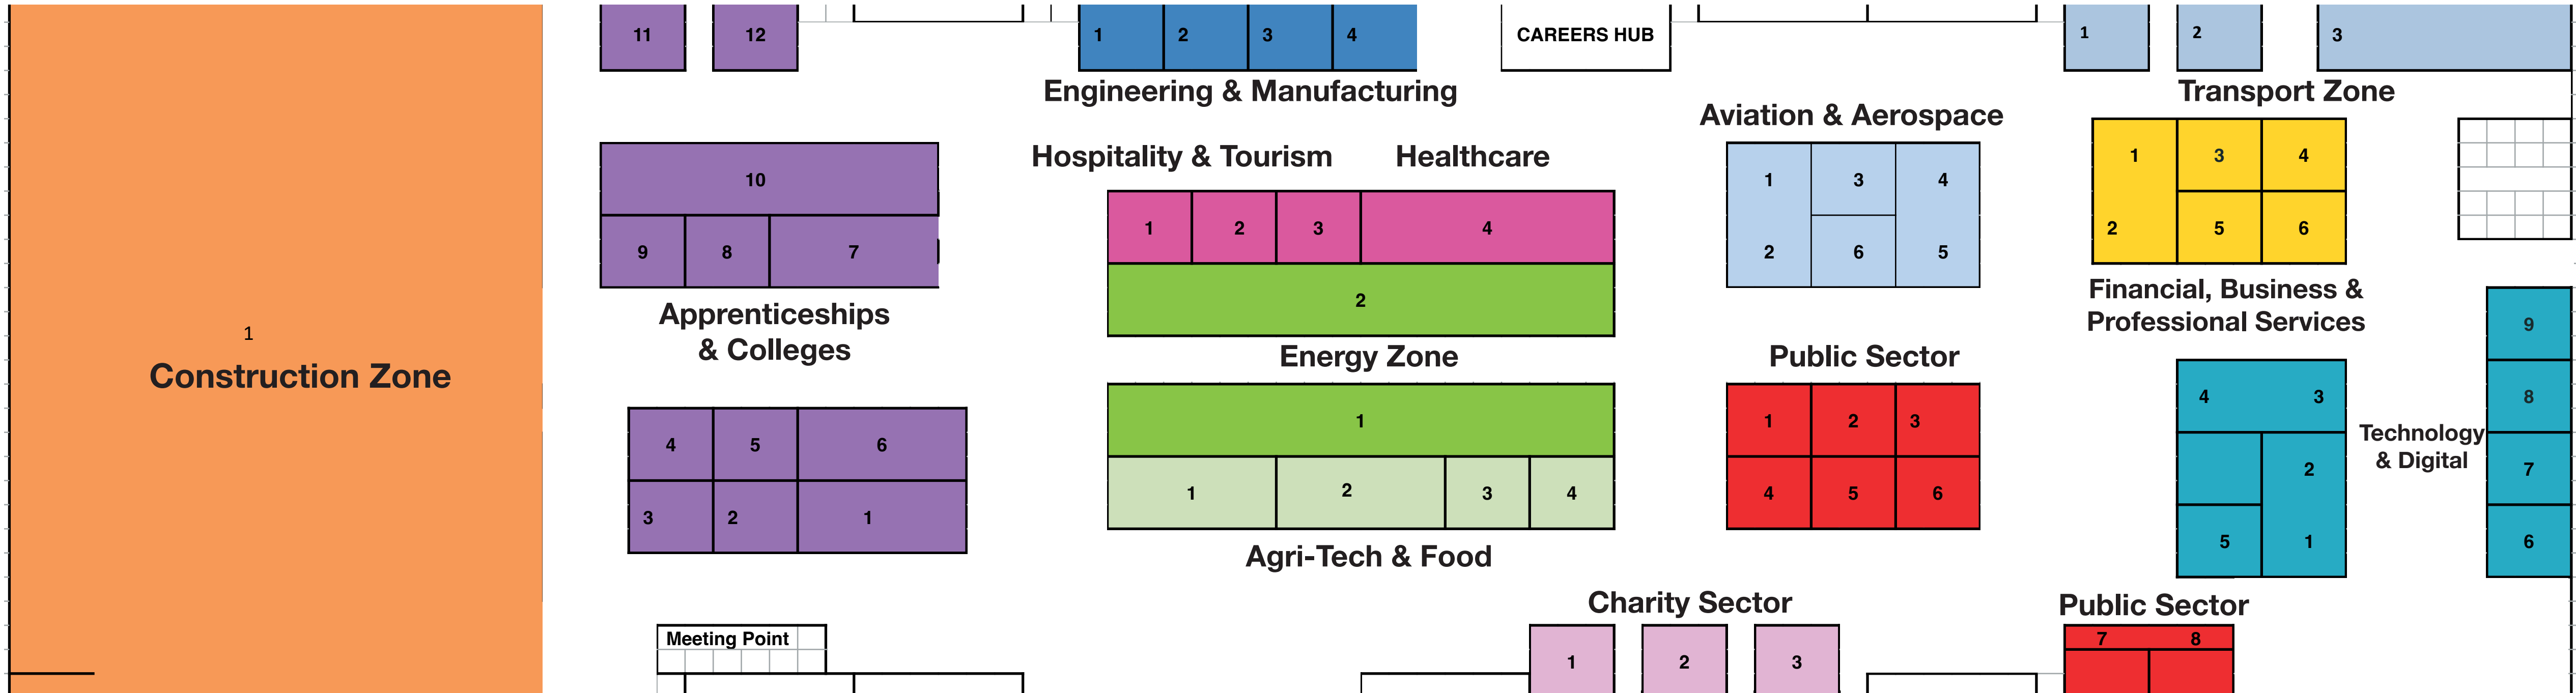 11 12 1 2 3 4 CAREERS HUB 1 2 3
Engineering & Manufacturing Transport Zone
Aviation & Aerospace
Hospitality & Tourism Healthcare
1 3 4
10 1 3 4
1 2 3 4 2 5 6
9 8 7 2 6 5
Financial, Business &
Professional Services
2
Apprenticeships
& Colleges
9
1
Construction Zone
Energy Zone Public Sector
4 3 8
1 1 2 3
4 5 6
Technology
& Digital
2 7
1 2 3 4 4 5 6
3 2 1
5 1 6
Agri-Tech & Food
Charity Sector Public Sector
Meeting Point 7 8
1 2 3